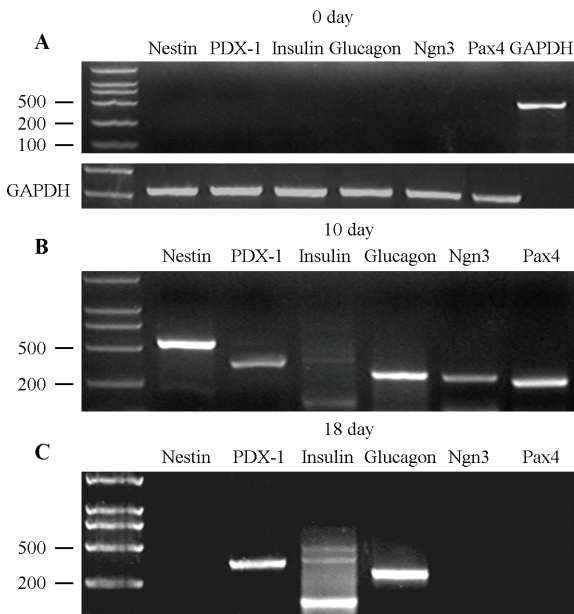 0 day
A
Nestin PDX-1 Insulin Glucagon Ngn3 Pax4 GAPDH
500
200
100
GAPDH
B
10 day
Nestin PDX-1 Insulin Glucagon Ngn3 Pax4
500
200
18 day
C
Nestin PDX-1 Insulin Glucagon Ngn3 Pax4
500
200